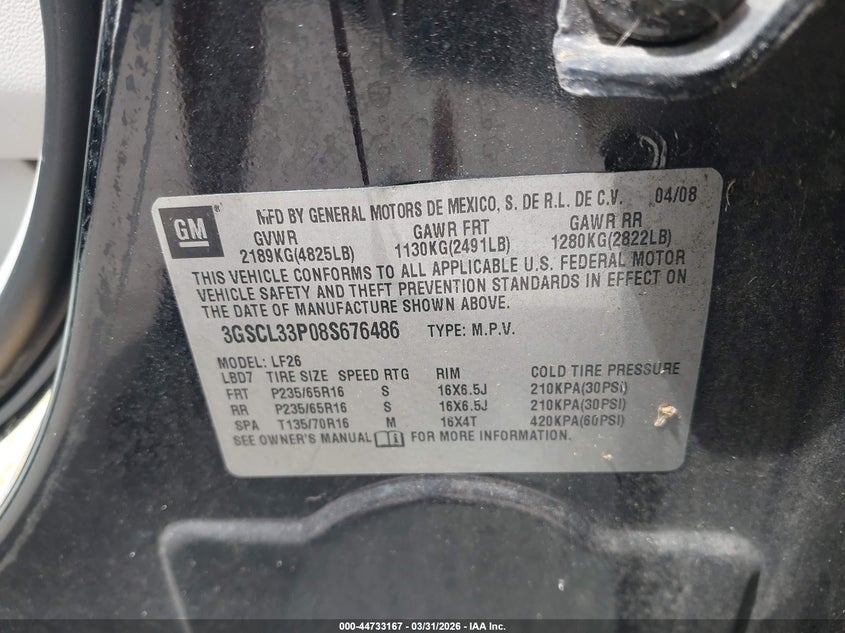 GM
MFD BY GENERAL MOTORS DE MEXICO, S. DE R.L. DE C.V. 04/08
GVWR GAWR FRT GAWR RR
2189KG(4825LB) 1130KG(2491LB) 1280KG(2822LB)
THIS VEHICLE CONFORMS TO ALL APPLICABLE U.S. FEDERAL MOTOR
VEHICLE SAFETY AND THEFT PREVENTION STANDARDS IN EFFECT ON
THE DATE OF MANUFACTURE SHOWN ABOVE.
3GSCL33P08S676486 TYPE: M.P.V.
MODEL: LF26
LBD7 TIRE SIZE SPEED RTG RIM COLD TIRE PRESSURE
FRT P235/65R16 S 16X6.5J 210KPA(30PSI)
RR P235/65R16 S 16X6.5J 210KPA(30PSI)
SPA T135/70R16 M 16X4T 420KPA(60PSI)
SEE OWNER'S MANUAL FOR MORE INFORMATION.
000-44733167 - 03/31/2026 - IAA Inc.